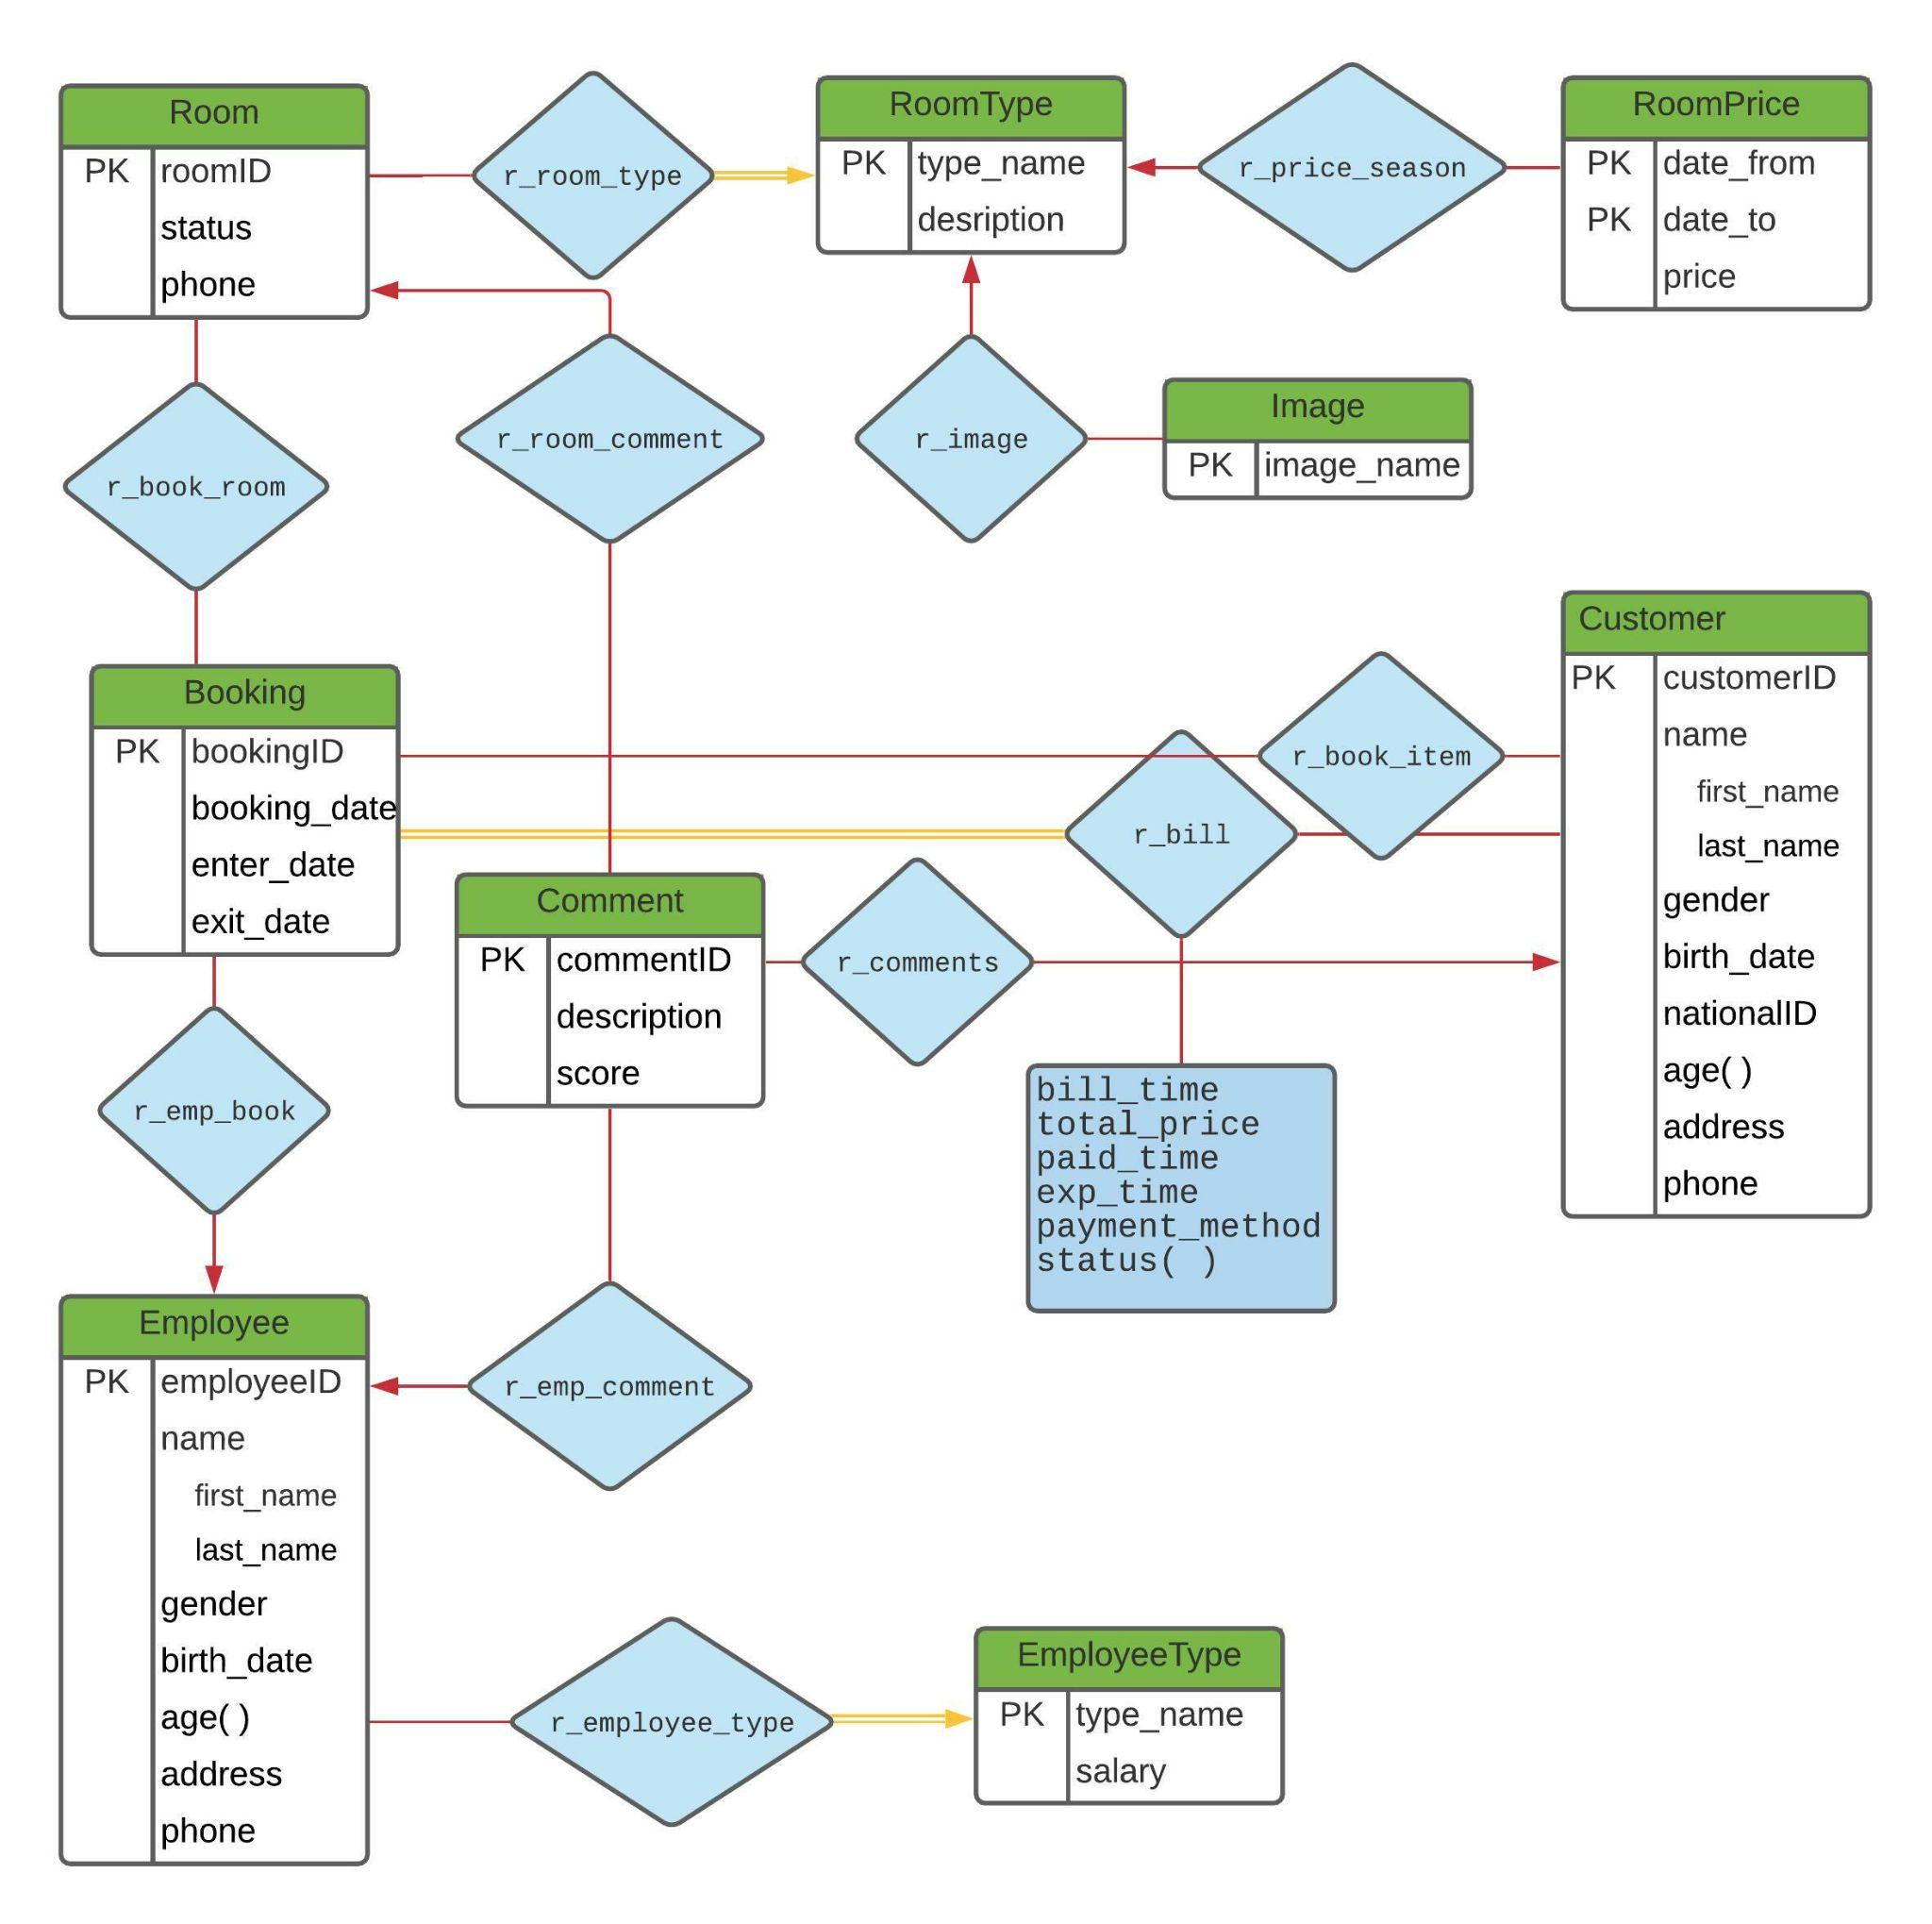 Room
PK roomID
status
phone
r_room_type
RoomType
PK type_name
desription
r_price_season
RoomPrice
PK date_from
PK date_to
price
r_book_room
r_room_comment
r_image
Image
PK image_name
Booking
PK bookingID
booking_date
enter_date
exit_date
r_book_item
r_bill
Customer
PK customerID
name
first_name
last_name
gender
birth_date
nationalID
age( )
address
phone
Comment
PK commentID
description
score
r_comments
bill_time
total_price
paid_time
exp_time
payment_method
status( )
r_emp_book
r_emp_comment
Employee
PK employeeID
name
first_name
last_name
gender
birth_date
age( )
address
phone
r_employee_type
EmployeeType
PK type_name
salary